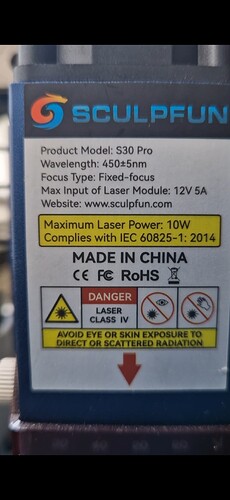 SCULPFUN
Product Model: S30 Pro
Wavelength: 450±5nm
Focus Type: Fixed-focus
Max Input of Laser Module: 12V 5A
Website: www.sculpfun.com
Maximum Laser Power: 10W
Complies with IEC 60825-1: 2014
MADE IN CHINA
CE FC RoHS
DANGER
LASER
CLASS IV
AVOID EYE OR SKIN EXPOSURE TO
DIRECT OR SCATTERED RADIATION